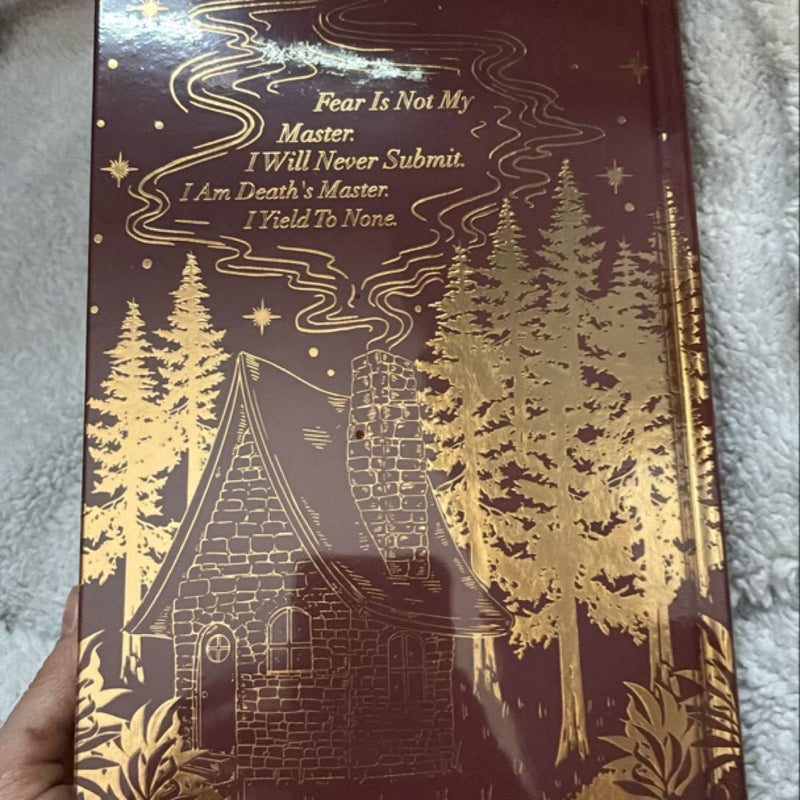 Fear Is Not My
Master.
I Will Never Submit.
I Am Death's Master.
I Yield To None.